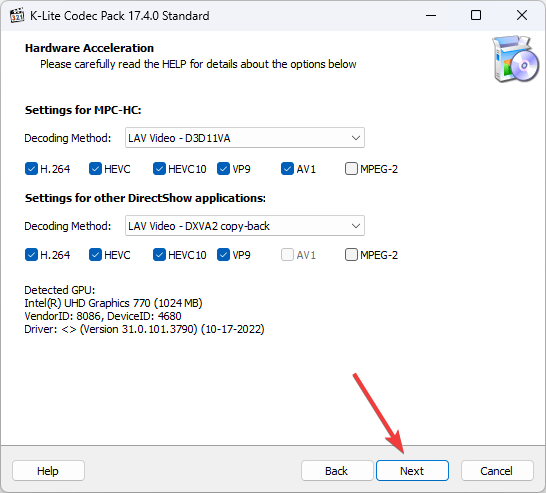 K-Lite Codec Pack 17.4.0 Standard
Hardware Acceleration
Please carefully read the HELP for details about the options below
Settings for MPC-HC:
Decoding Method: LAV Video - D3D11VA
H.264 HEVC HEVC10 VP9 AV1 MPEG-2
Settings for other DirectShow applications:
Decoding Method: LAV Video - DXVA2 copy-back
H.264 HEVC HEVC10 VP9 AV1 MPEG-2
Detected GPU:
Intel(R) UHD Graphics 770 (1024 MB)
VendorID: 8086, DeviceID: 4680
Driver: <> (Version 31.0.101.3790) (10-17-2022)
Help Back Next Cancel